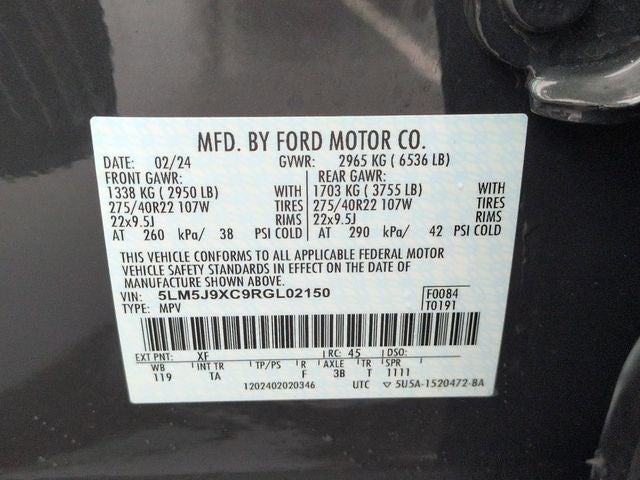 MFD. BY FORD MOTOR CO.
DATE: 02/24 GVWR: 2965 KG ( 6536 LB)
FRONT GAWR: REAR GAWR:
1338 KG ( 2950 LB) WITH 1703 KG ( 3755 LB) WITH
275/40R22 107W TIRES 275/40R22 107W TIRES
22x9.5J RIMS 22x9.5J RIMS
AT 260 kPa/ 38 PSI COLD AT 290 kPa/ 42 PSI COLD
THIS VEHICLE CONFORMS TO ALL APPLICABLE FEDERAL MOTOR
VEHICLE SAFETY STANDARDS IN EFFECT ON THE DATE OF
MANUFACTURE SHOWN ABOVE.
VIN: 5LM5J9XC9RGL02150 F0084
TYPE: MPV T0191
EXT PNT: XF RC: 45 DSO:
WB INT TR TP/PS R AXLE TR SPR
119 TA F 3B T 1111
1202402020346 UTC ▽ 5U5A-1520472-BA